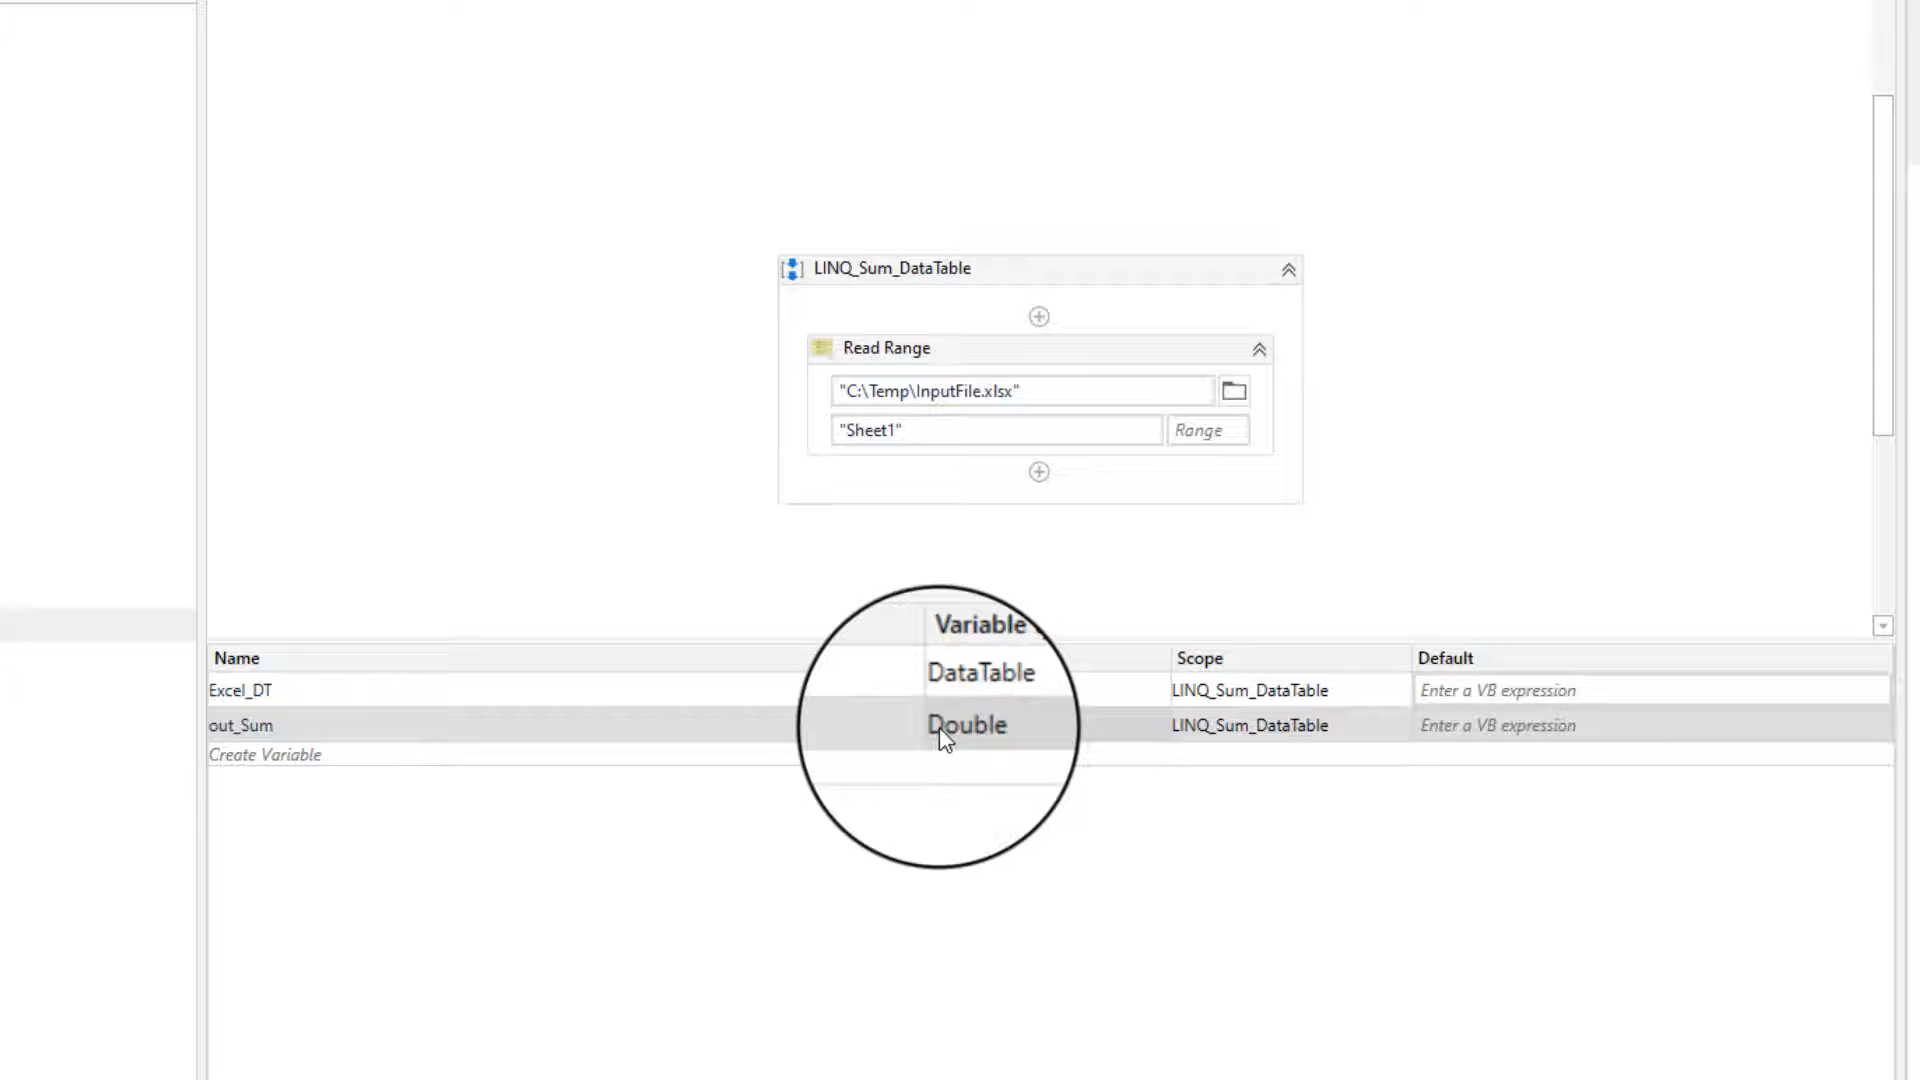 LINQ_Sum_DataTable
Read Range
"C:\Temp\InputFile.xlsx"
"Sheet1" Range
Name Variable Scope Default
Excel_DT DataTable LINQ_Sum_DataTable Enter a VB expression
out_Sum Double LINQ_Sum_DataTable Enter a VB expression
Create Variable